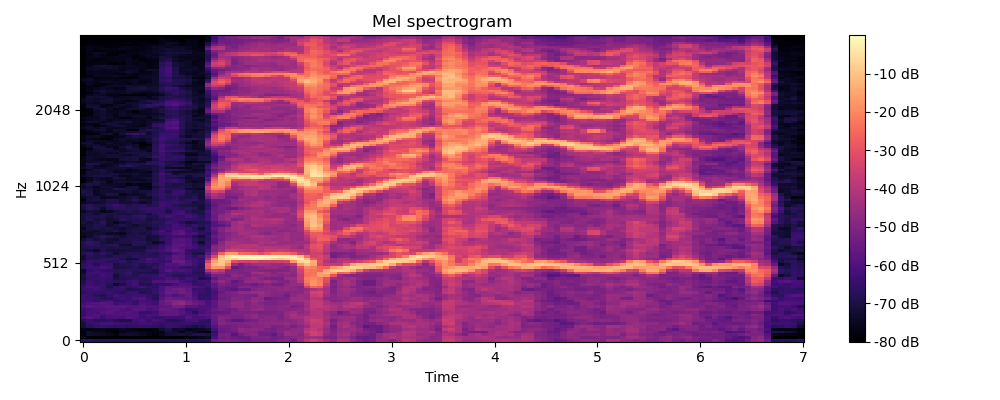 Mel spectrogram
Hz
2048
1024
512
0
0 1 2 3 4 5 6 7
Time
-10 dB
-20 dB
-30 dB
-40 dB
-50 dB
-60 dB
-70 dB
-80 dB